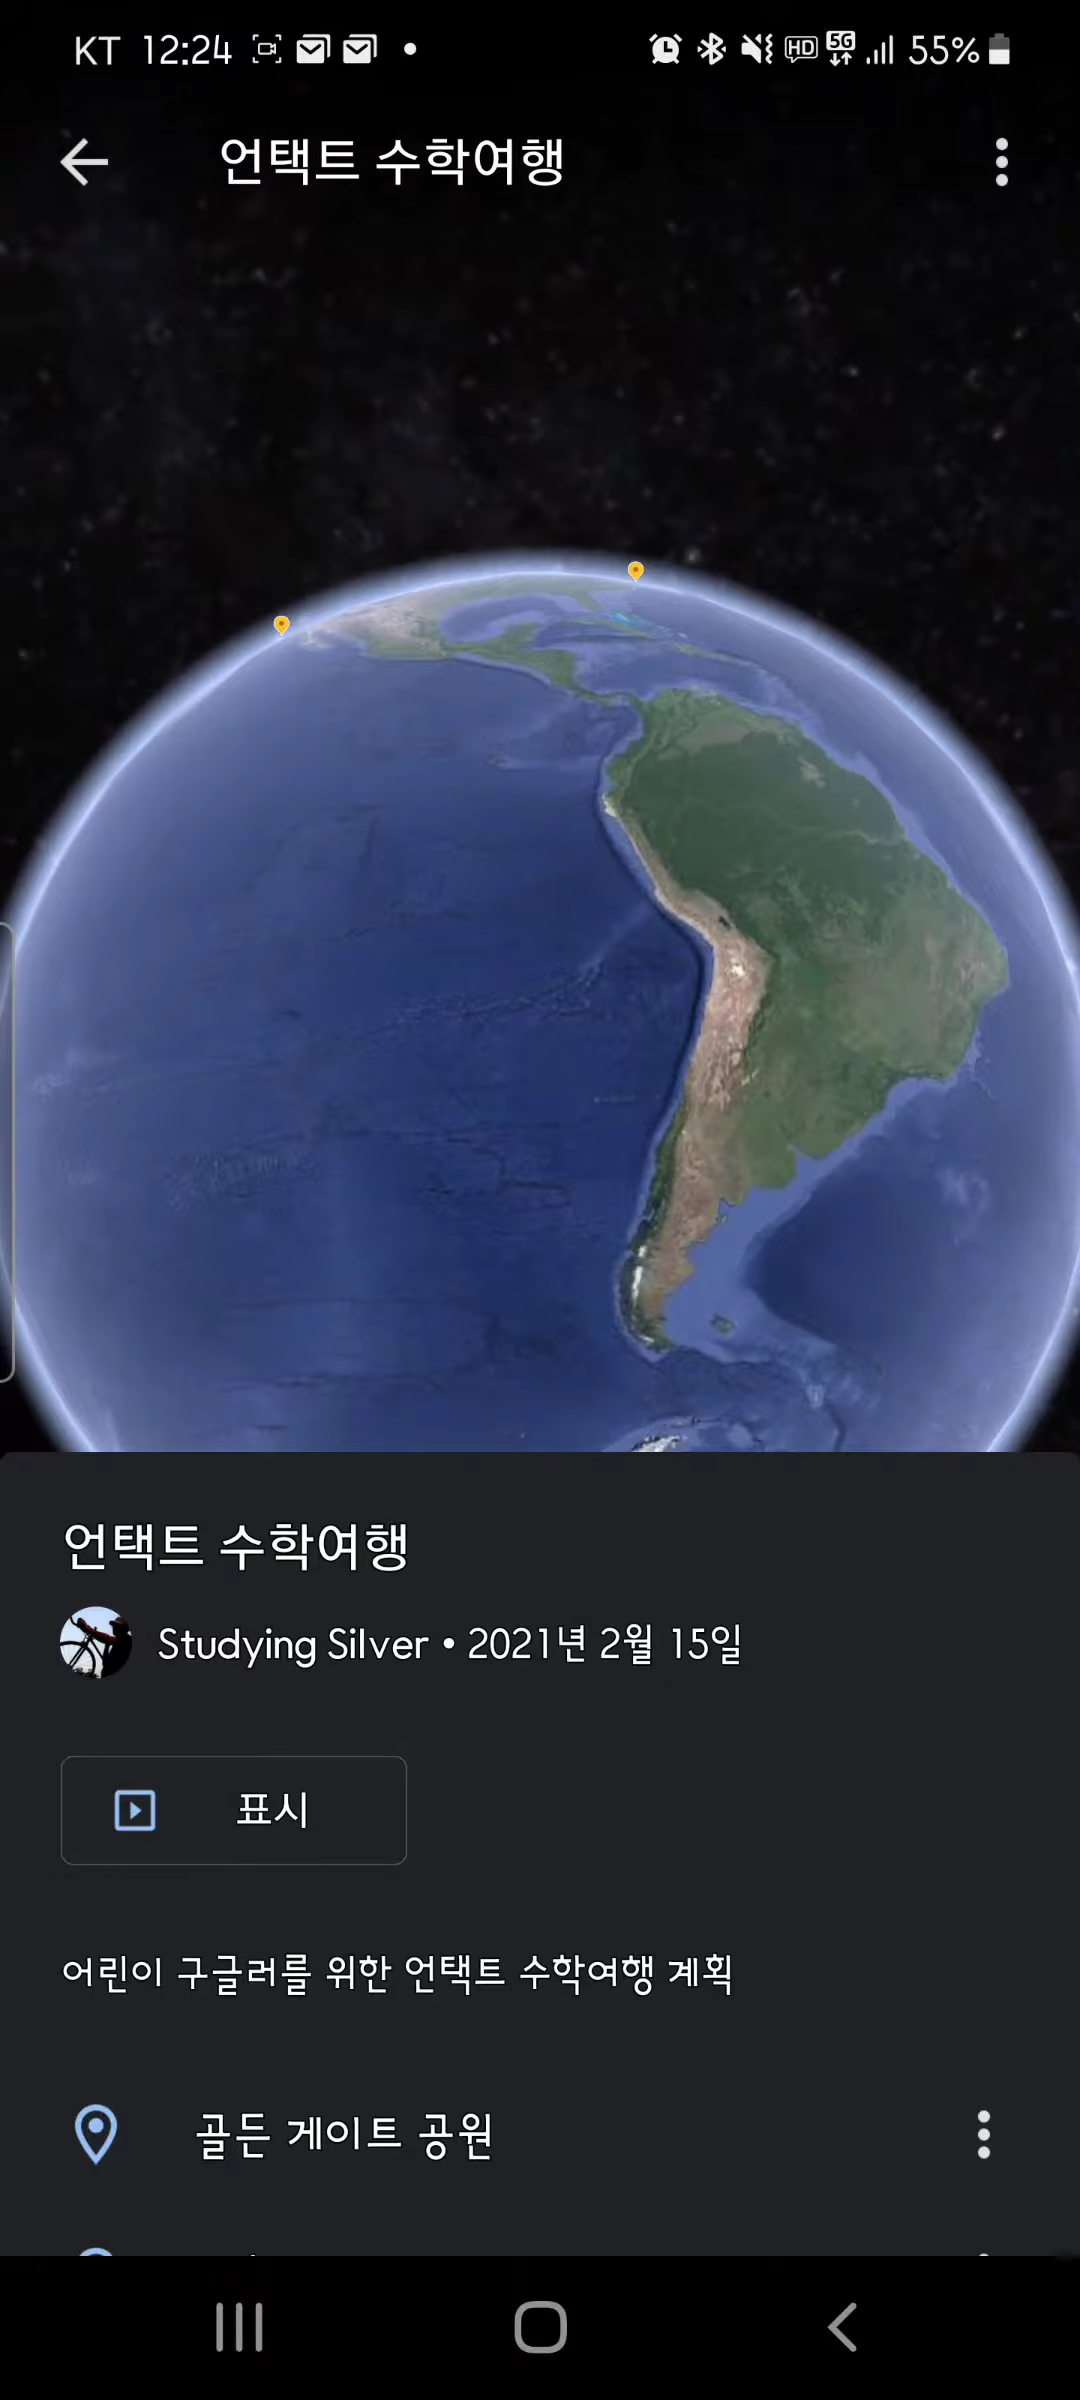 KT 12:24 HD 5G 55%
언택트 수학여행
언택트 수학여행
Studying Silver • 2021년 2월 15일
표시
어린이 구글러를 위한 언택트 수학여행 계획
골든 게이트 공원